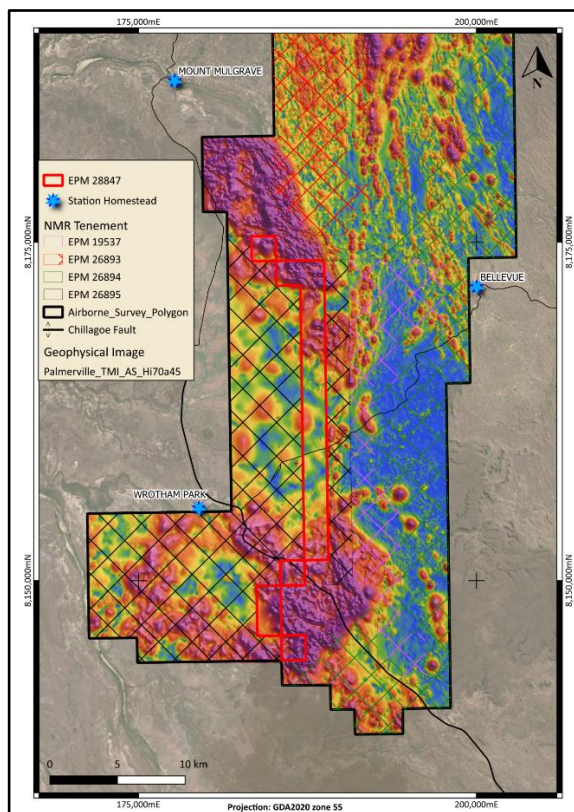 175,000mE
200,000mE
MOUNT MULGRAVE
N
EPM 28847
Station Homestead
NMR Tenement
EPM 19537
EPM 26893
EPM 26894
EPM 26895
Airborne_Survey_Polygon
Chillagoe Fault
Geophysical Image
Palmerville_TMI_AS_Hi70a45
8,175,000mN
8,175,000mN
BELLEVUE
WROTHAM PARK
8,150,000mN
8,150,000mN
0
5
10 km
175,000mE
200,000mE
Projection: GDA2020 zone 55